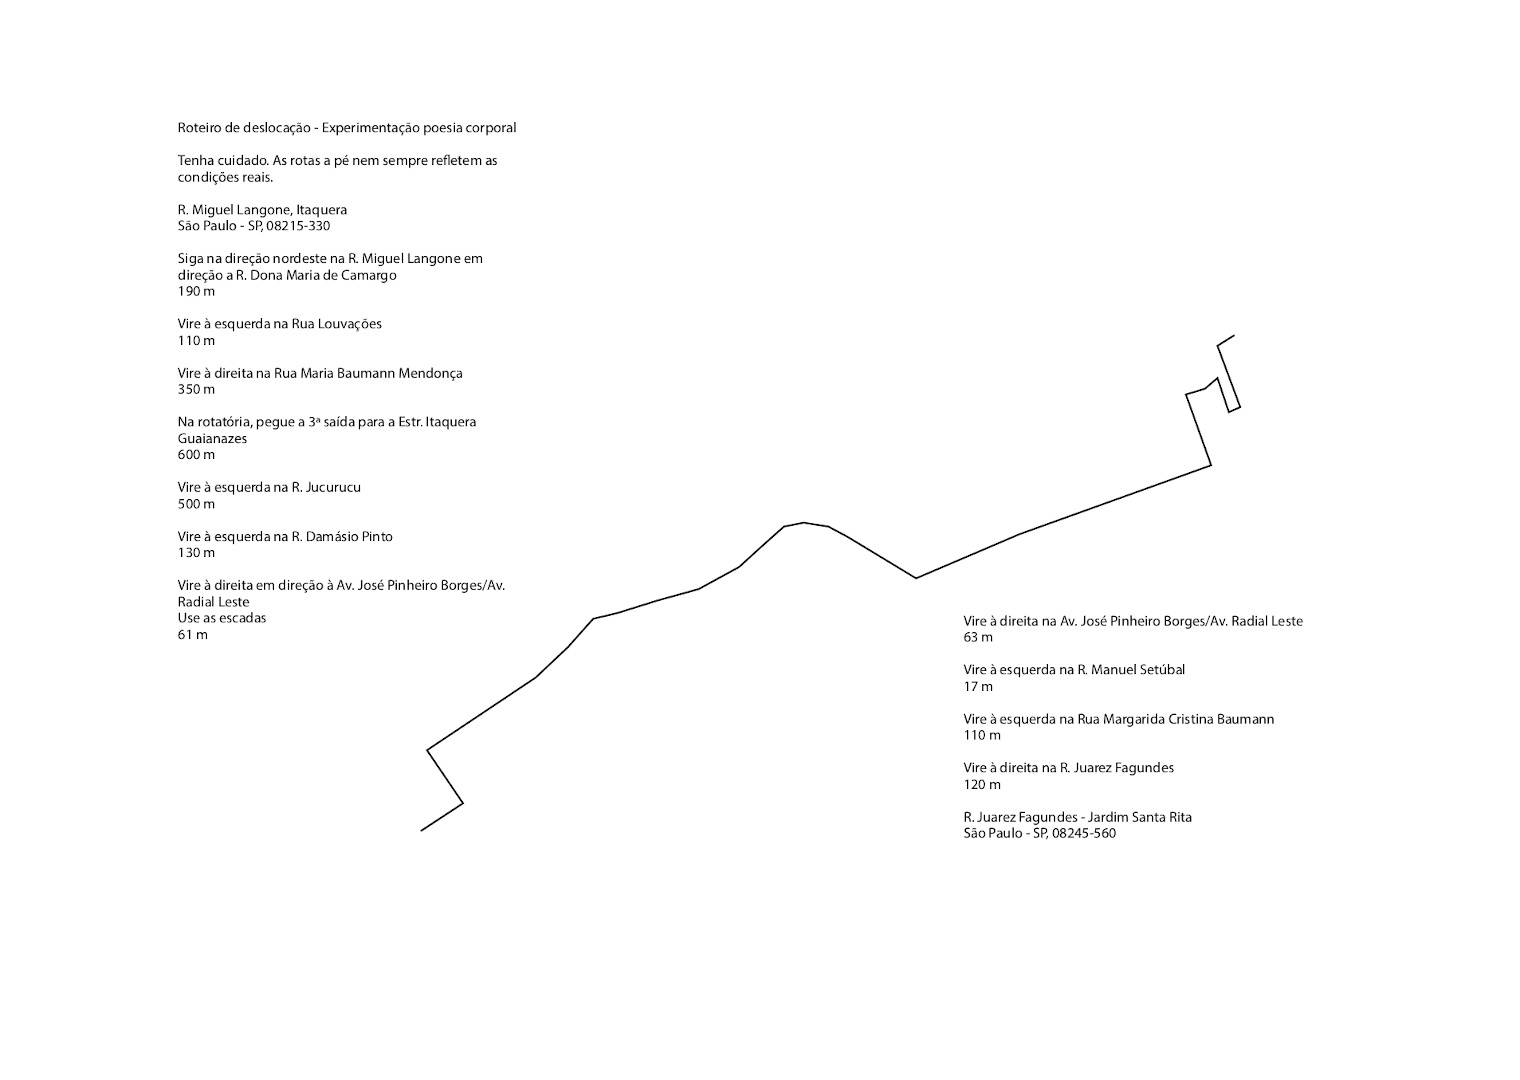 Roteiro de deslocação - Experimentação poesia corporal
Tenha cuidado. As rotas a pé nem sempre refletem as
condições reais.
R. Miguel Langone, Itaquera
São Paulo - SP, 08215-330
Siga na direção nordeste na R. Miguel Langone em
direção a R. Dona Maria de Camargo
190 m
Vire à esquerda na Rua Louvações
110 m
Vire à direita na Rua Maria Baumann Mendonça
350 m
Na rotatória, pegue a 3ª saída para a Estr. Itaquera
Guaianazes
600 m
Vire à esquerda na R. Jucurucu
500 m
Vire à esquerda na R. Damásio Pinto
130 m
Vire à direita em direção à Av. José Pinheiro Borges/Av.
Radial Leste
Use as escadas
61 m
Vire à direita na Av. José Pinheiro Borges/Av. Radial Leste
63 m
Vire à esquerda na R. Manuel Setúbal
17 m
Vire à esquerda na Rua Margarida Cristina Baumann
110 m
Vire à direita na R. Juarez Fagundes
120 m
R. Juarez Fagundes - Jardim Santa Rita
São Paulo - SP, 08245-560